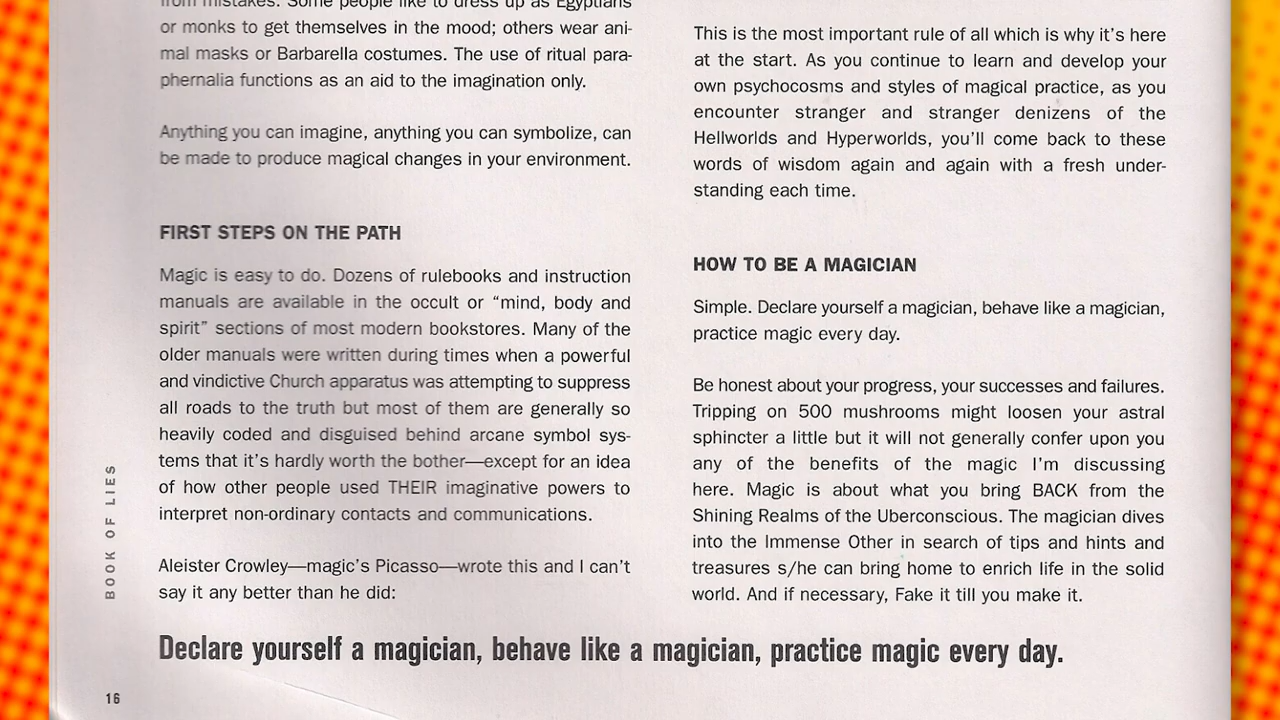 from mistakes. Some people like to dress up as Egyptians
or monks to get themselves in the mood; others wear ani-
mal masks or Barbarella costumes. The use of ritual para-
phernalia functions as an aid to the imagination only.
Anything you can imagine, anything you can symbolize, can
be made to produce magical changes in your environment.
FIRST STEPS ON THE PATH
Magic is easy to do. Dozens of rulebooks and instruction
manuals are available in the occult or “mind, body and
spirit” sections of most modern bookstores. Many of the
older manuals were written during times when a powerful
and vindictive Church apparatus was attempting to suppress
all roads to the truth but most of them are generally so
heavily coded and disguised behind arcane symbol sys-
tems that it’s hardly worth the bother—except for an idea
of how other people used THEIR imaginative powers to
interpret non-ordinary contacts and communications.
Aleister Crowley—magic’s Picasso—wrote this and I can’t
say it any better than he did:
This is the most important rule of all which is why it’s here
at the start. As you continue to learn and develop your
own psychocosms and styles of magical practice, as you
encounter stranger and stranger denizens of the
Hellworlds and Hyperworlds, you’ll come back to these
words of wisdom again and again with a fresh under-
standing each time.
HOW TO BE A MAGICIAN
Simple. Declare yourself a magician, behave like a magician,
practice magic every day.
Be honest about your progress, your successes and failures.
Tripping on 500 mushrooms might loosen your astral
sphincter a little but it will not generally confer upon you
any of the benefits of the magic I’m discussing
here. Magic is about what you bring BACK from the
Shining Realms of the Uberconscious. The magician dives
into the Immense Other in search of tips and hints and
treasures s/he can bring home to enrich life in the solid
world. And if necessary, Fake it till you make it.
Declare yourself a magician, behave like a magician, practice magic every day.
BOOK OF LIES
16